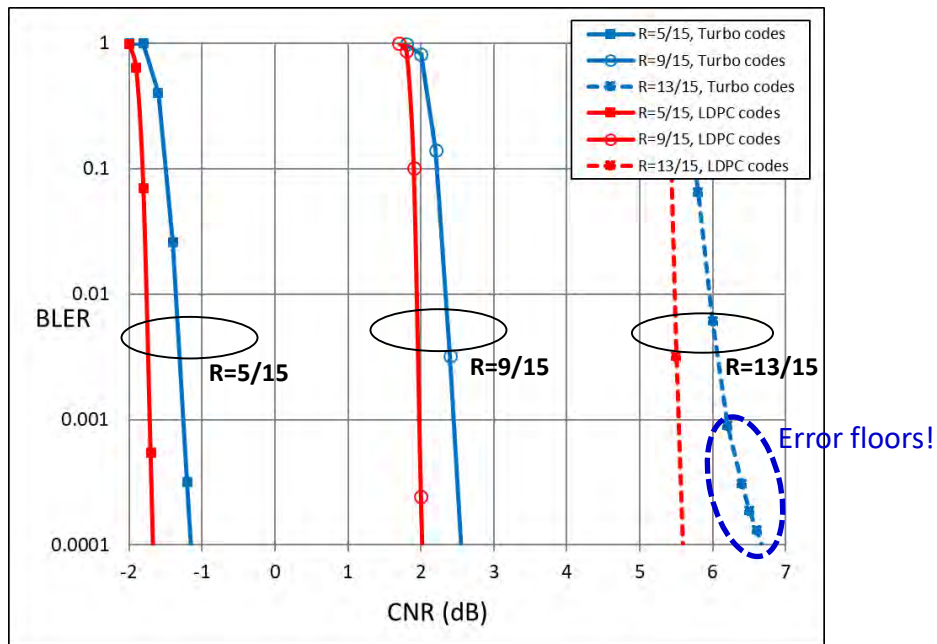 1
0.1
0.01
0.001
0.0001
BLER
-2 -1 0 1 2 3 4 5 6 7
CNR (dB)
R=5/15, Turbo codes
R=9/15, Turbo codes
R=13/15, Turbo codes
R=5/15, LDPC codes
R=9/15, LDPC codes
R=13/15, LDPC codes
R=5/15
R=9/15
R=13/15
Error floors!